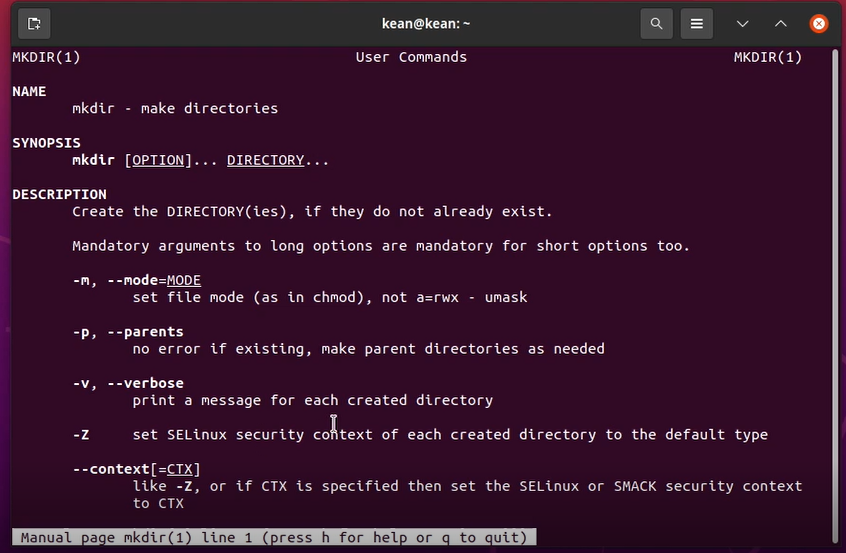 kean@kean: ~
MKDIR(1) User Commands MKDIR(1)
NAME
mkdir - make directories
SYNOPSIS
mkdir [OPTION]... DIRECTORY...
DESCRIPTION
Create the DIRECTORY(ies), if they do not already exist.
Mandatory arguments to long options are mandatory for short options too.
-m, --mode=MODE
set file mode (as in chmod), not a=rwx - umask
-p, --parents
no error if existing, make parent directories as needed
-v, --verbose
print a message for each created directory
-Z set SELinux security context of each created directory to the default type
--context[=CTX]
like -Z, or if CTX is specified then set the SELinux or SMACK security context
to CTX
Manual page mkdir(1) line 1 (press h for help or q to quit)